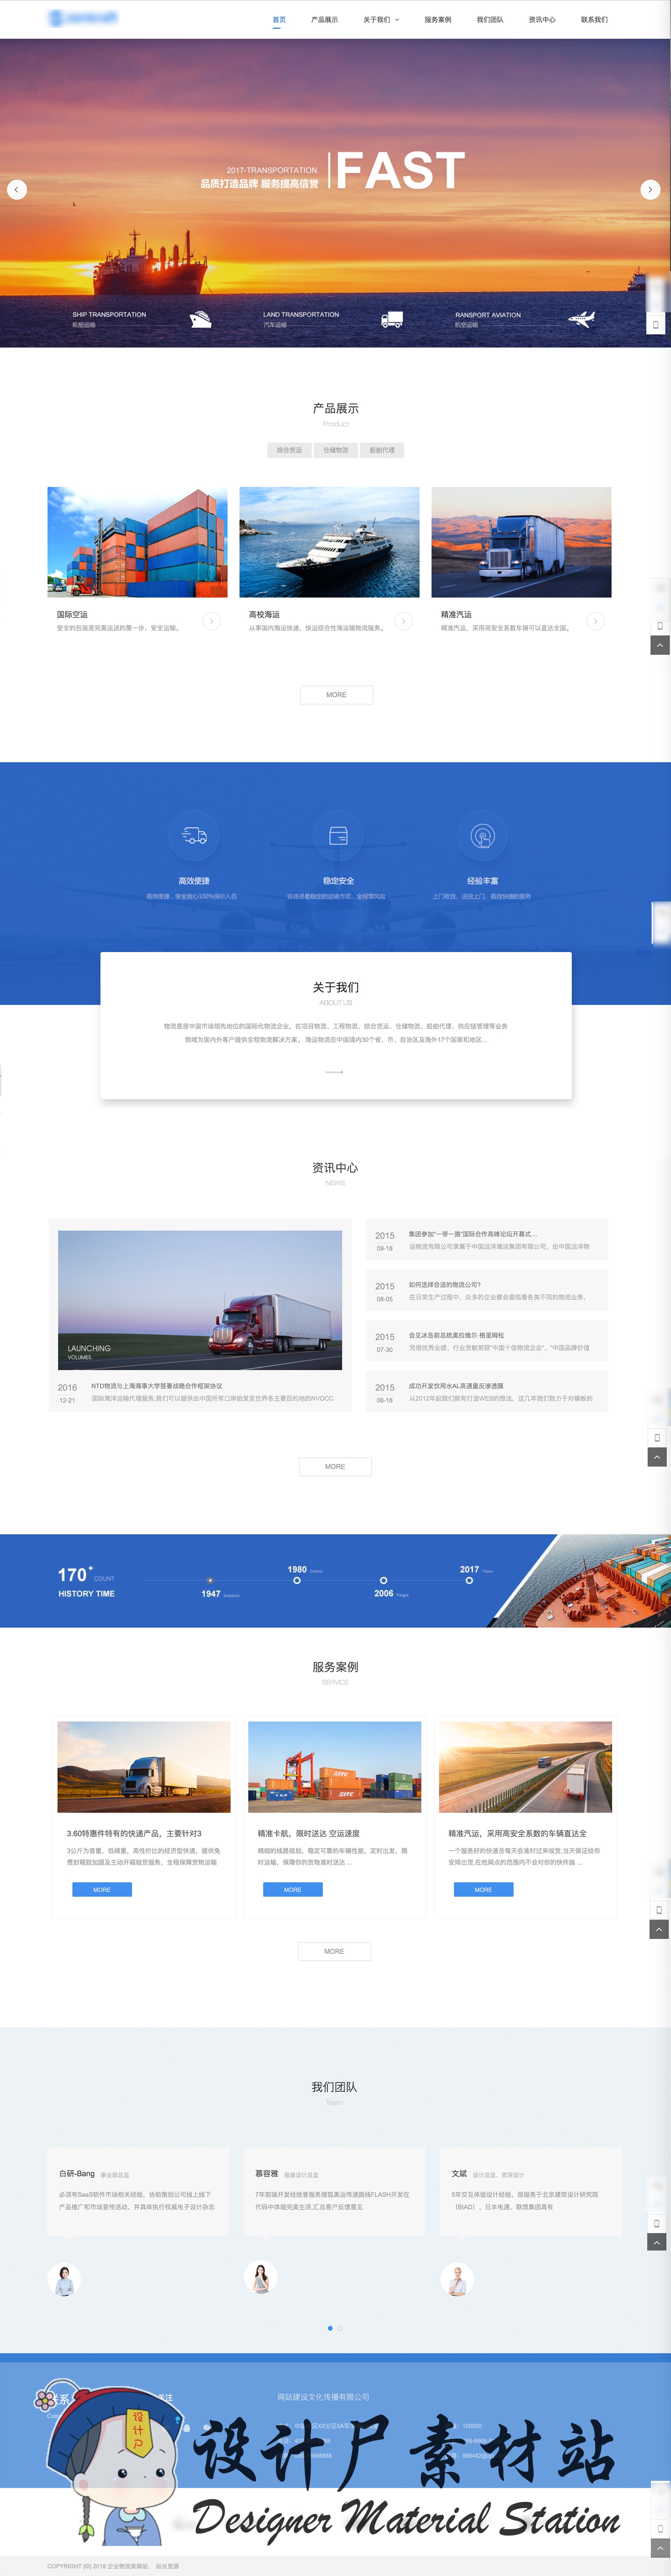 首页 产品展示 关于我们 服务案例 我们团队 资讯中心 联系我们
2017-TRANSPORTATION.
品质打造品牌 服务提高信誉
FAST
SHIP TRANSPORTATION
轮船运输
LAND TRANSPORTATION
汽车运输
RANSPORT AVIATION
航空运输
产品展示
Product
综合货运 仓储物流 船舶代理
国际空运
安全的包装是完美运送的第一步，安全运输。
高校海运
从事国内海运快递，快运综合性海运输物流服务。
精准汽运
精准汽运，采用高安全系数车辆可以直达全国。
MORE
高效便捷
高效便捷，安全放心100%保价入西
稳定安全
铁路是最稳定的运输方式，全程零风险
经验丰富
上门收货，送货上门，高效快捷的服务
关于我们
ABOUT US
物流是居中国市场领先地位的国际化物流企业，在项目物流、工程物流、综合货运、仓储物流、船舶代理、供应链管理等业务
领域为国内外客户提供全程物流解决方案。 海运物流在中国境内30个省、市、自治区及海外17个国家和地区...
资讯中心
NEWS
LAUNCHING
VOLUMES.
2016
12-21
NTD物流与上海海事大学签署战略合作框架协议
国际海洋运输代理服务,我们可以提供由中国所有口岸始发至世界各主要目的地的NVOCC
2015
09-18
集团参加“一带一路”国际合作高峰论坛开幕式...
运物流有限公司隶属于中国远洋海运集团有限公司，由中国远洋物
2015
08-05
如何选择合适的物流公司?
在日常生产过程中，众多的企业都会面临着各类不同的物流业务，
2015
07-30
会见冰岛前总统奥拉维尔·格里姆松
凭借优秀业绩、行业贡献荣获“中国十佳物流企业”、“中国品牌价值
2015
06-18
成功开发饮用水AL高通量反渗透膜
从2012年起我们就有打造WEB的想法，这几年我们致力于对模板的
MORE
170+ COUNT
HISTORY TIME
1947
1980
2006
2017
服务案例
SERVICE
3.60特惠件特有的快递产品，主要针对3
3公斤为首重，低续重，高性价比的经济型快递，提供免
费封箱胶加固及主动开箱验货服务，全程保障货物运输
MORE
精准卡航，限时送达 空运速度
精细的线路规划，稳定可靠的车辆性能，定时出发，限
时运输，保障你的货物准时送达 ...
MORE
精准汽运，采用高安全系数的车辆直达全
一个服务好的快递员每天会准时过来收货,当天保证给你
安排出货,在他网点的范围内不会对你的快件抛 ...
MORE
MORE
我们团队
Team
白研-Bang 事业部总监
必须有SaaS软件市场相关经验，协助策划公司线上线下
产品推广和市场宣传活动，并具体执行权威电子设计杂志
慕容雅 服装设计总监
7年前端开发经验曾服务搜狐奥运传递路线FLASH开发在
代码中体验完美生活,汇总客户反馈意见
文斌 设计总监、资深设计
5年交互体验设计经验，屈服务于北京建筑设计研究院
（BIAD）、日本电通、联想集团具有
网站建设文化传播有限公司
100000
设计尸素材站
Designer Material Station
设计尸
COPYRIGHT (©) 2018 企业物流类网站. 站长资源